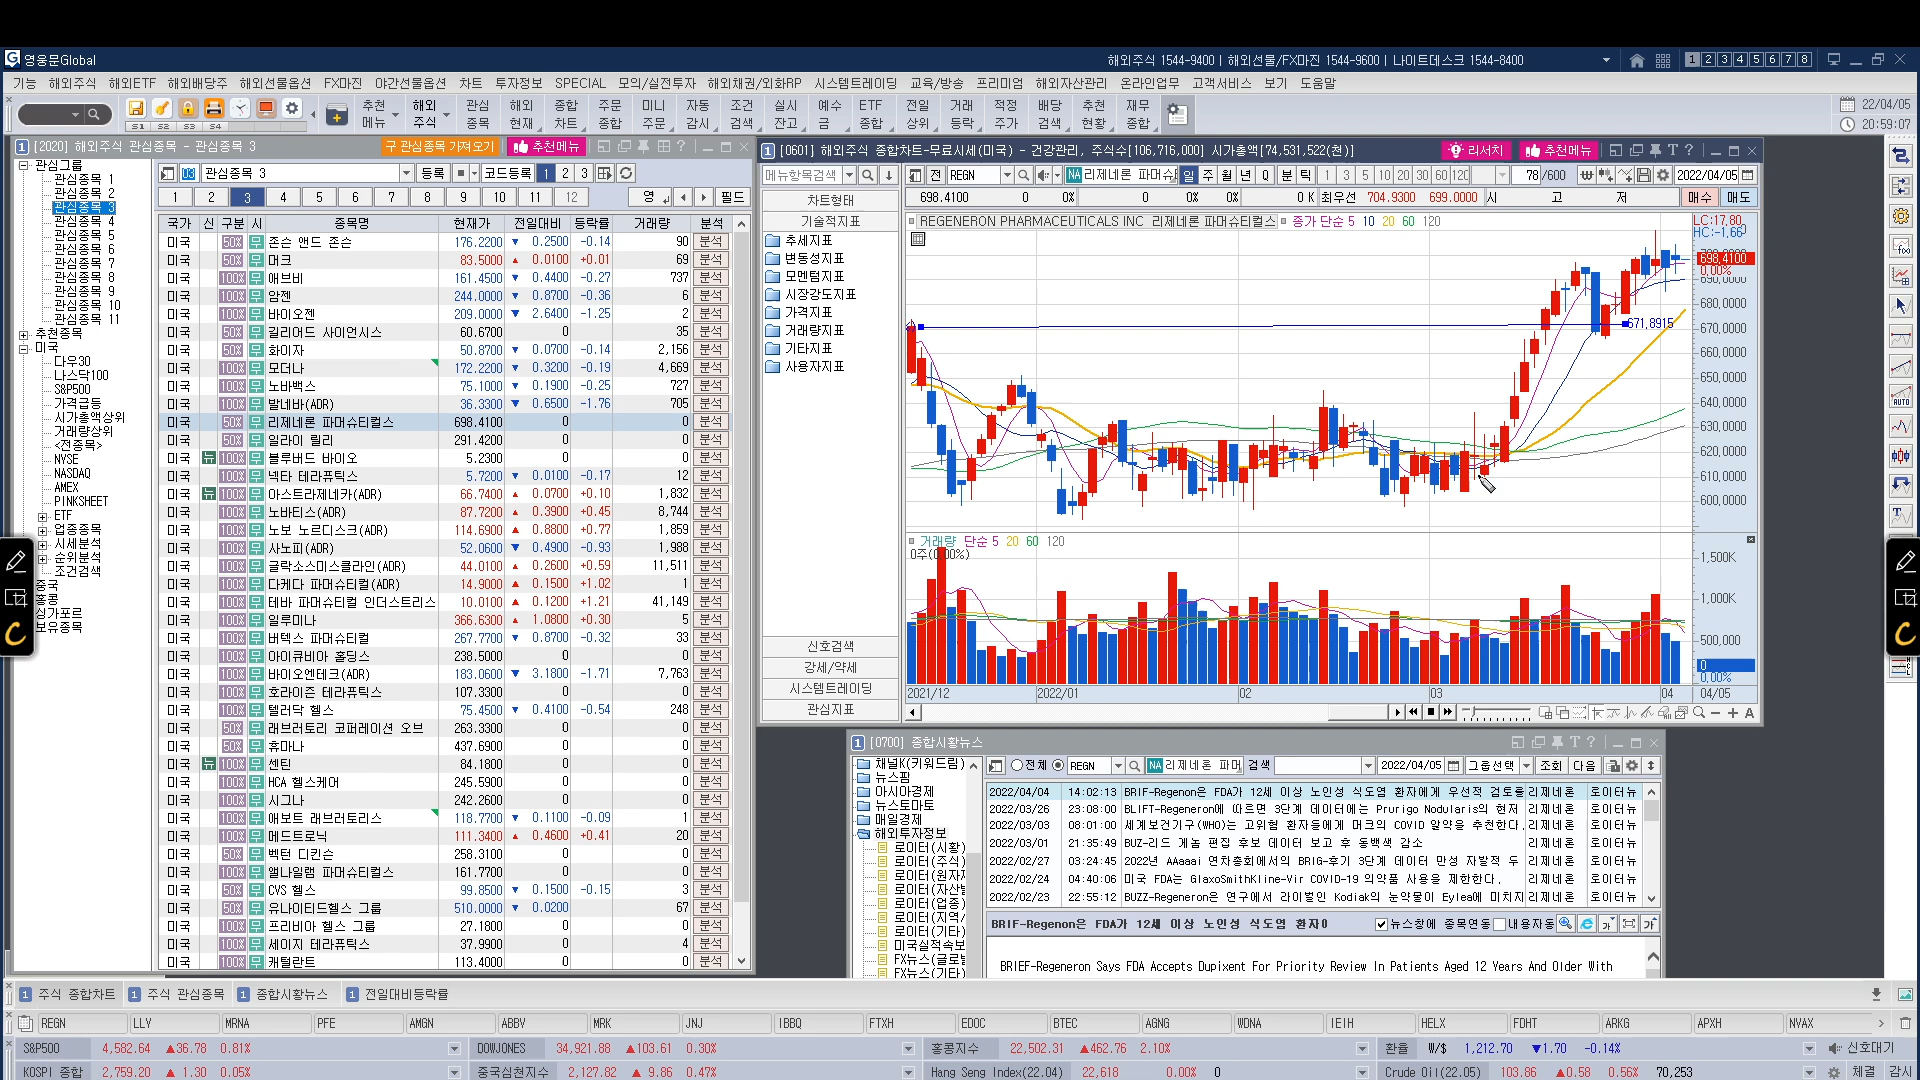 영웅문Global
해외주식 1544-9400 | 해외선물/FX마진 1544-9600 | 나이트데스크 1544-8400
1 2 3 4 5 6 7 8
기능 해외주식 해외ETF 해외배당주 해외선물옵션 FX마진 야간선물옵션 차트 투자정보 SPECIAL 모의/실전투자 해외채권/외화RP 시스템트레이딩 교육/방송 프리미엄 해외자산관리 온라인업무 고객서비스 보기 도움말
S1 S2 S3 S4
추천메뉴 해외주식 관심종목 해외현재 종합차트 주문종합 미니주문 자동감시 조건검색 실시잔고 예수금 ETF종합 전일상위 거래등락 적정주가 배당검색 추천현황 재무종합
22/04/05
20:59:07
1 [2020] 해외주식 관심종목 - 관심종목 3 구 관심종목 가져오기 추천메뉴
관심그룹
관심종목 1
관심종목 2
관심종목 3
관심종목 4
관심종목 5
관심종목 6
관심종목 7
관심종목 8
관심종목 9
관심종목 10
관심종목 11
추천종목
미국
다우30
나스닥100
S&P500
가격급등
시가총액상위
거래량상위
<전종목>
NYSE
NASDAQ
AMEX
PINKSHEET
ETF
업종종목
시세분석
순위분석
조건검색
중국
홍콩
싱가포르
보유종목
03 관심종목 3 등록 코드등록 1 2 3
1 2 3 4 5 6 7 8 9 10 11 12 영 필드
국가 신 구분 시 종목명 현재가 전일대비 등락률 거래량 분석
미국 50% 무 존슨 앤드 존슨 176.2200 ▼ 0.2500 -0.14 90 분석
미국 50% 무 머크 83.5000 ▲ 0.0100 +0.01 69 분석
미국 100% 무 애브비 161.4500 ▼ 0.4400 -0.27 737 분석
미국 100% 무 암젠 244.0000 ▼ 0.8700 -0.36 6 분석
미국 100% 무 바이오젠 209.0000 ▼ 2.6400 -1.25 2 분석
미국 50% 무 길리어드 사이언시스 60.6700 0 35 분석
미국 50% 무 화이자 50.8700 ▼ 0.0700 -0.14 2,156 분석
미국 100% 무 모더나 172.2200 ▼ 0.3200 -0.19 4,669 분석
미국 100% 무 노바백스 75.1000 ▼ 0.1900 -0.25 727 분석
미국 100% 무 발네바(ADR) 36.3300 ▼ 0.6500 -1.76 705 분석
미국 50% 무 리제네론 파머슈티컬스 698.4100 0 0 분석
미국 50% 무 일라이 릴리 291.4200 0 0 분석
미국 뉴 100% 무 블루버드 바이오 5.2300 0 0 분석
미국 100% 무 넥타 테라퓨틱스 5.7200 ▼ 0.0100 -0.17 12 분석
미국 뉴 100% 무 아스트라제네카(ADR) 66.7400 ▲ 0.0700 +0.10 1,832 분석
미국 100% 무 노바티스(ADR) 87.7200 ▲ 0.3900 +0.45 8,744 분석
미국 100% 무 노보 노르디스크(ADR) 114.6900 ▲ 0.8800 +0.77 1,859 분석
미국 100% 무 사노피(ADR) 52.0600 ▼ 0.4900 -0.93 1,988 분석
미국 100% 무 글락소스미스클라인(ADR) 44.0100 ▲ 0.2600 +0.59 11,511 분석
미국 100% 무 다케다 파머슈티컬(ADR) 14.9000 ▲ 0.1500 +1.02 1 분석
미국 100% 무 테바 파머슈티컬 인더스트리스 10.0100 ▲ 0.1200 +1.21 41,149 분석
미국 100% 무 일루미나 366.6300 ▲ 1.0800 +0.30 5 분석
미국 100% 무 버텍스 파머슈티컬 267.7700 ▼ 0.8700 -0.32 33 분석
미국 100% 무 아이큐비아 홀딩스 238.5000 0 0 분석
미국 100% 무 바이오엔테크(ADR) 183.0600 ▼ 3.1800 -1.71 7,763 분석
미국 100% 무 호라이즌 테라퓨틱스 107.3300 0 0 분석
미국 100% 무 텔러닥 헬스 75.4500 ▼ 0.4100 -0.54 248 분석
미국 50% 무 래브러토리 코퍼레이션 오브 263.3300 0 0 분석
미국 50% 무 휴마나 437.6900 0 0 분석
미국 뉴 100% 무 센틴 84.1800 0 0 분석
미국 100% 무 HCA 헬스케어 245.5900 0 0 분석
미국 100% 무 시그나 242.2600 0 0 분석
미국 100% 무 애보트 래브러토리스 118.7700 ▼ 0.1100 -0.09 1 분석
미국 100% 무 메드트로닉 111.3400 ▲ 0.4600 +0.41 20 분석
미국 50% 무 벡턴 디킨슨 258.3100 0 0 분석
미국 100% 무 앨나일램 파머슈티컬스 161.7700 0 0 분석
미국 50% 무 CVS 헬스 99.8500 ▼ 0.1500 -0.15 3 분석
미국 50% 무 유나이티드헬스 그룹 510.0000 ▼ 0.0200 67 분석
미국 100% 무 프리비아 헬스 그룹 27.1800 0 0 분석
미국 100% 무 세이지 테라퓨틱스 37.9900 0 4 분석
미국 100% 무 캐털란트 113.4000 0 0 분석
1 [0601] 해외주식 종합차트-무료시세(미국) - 건강관리, 주식수[106,716,000] 시가총액[74,531,522(천)] 리서치 추천메뉴
메뉴항목검색 전 REGN NA 리제네론 파머슈 일 주 월 년 Q 분 틱 1 3 5 10 20 30 60 120 78 /600 2022/04/05
차트형태
기술적지표
추세지표
변동성지표
모멘텀지표
시장강도지표
가격지표
거래량지표
기타지표
사용자지표
신호검색
강세/약세
시스템트레이딩
관심지표
698.4100 0 0% 0 0% 0% 0 K 최우선 704.9300 699.0000 시 고 저 매수 매도
REGENERON PHARMACEUTICALS INC 리제네론 파머슈티컬스 종가 단순 5 10 20 60 120
LC:17.80
HC:-1.66
698.4100
0.00%
690.0000
680.0000
671.8915
670.0000
660.0000
650.0000
640.0000
630.0000
620.0000
610.0000
600.0000
거래량 단순 5 20 60 120
0주(0.00%)
1,500K
1,000K
500,000
0
0.00%
2021/12 2022/01 02 03 04 04/05
1 [0700] 종합시황뉴스
채널K(키워드림)
뉴스핌
아시아경제
뉴스토마토
매일경제
해외투자정보
로이터(시황)
로이터(주식)
로이터(원자재
로이터(자산별
로이터(업종)
로이터(지역/
로이터(기타)
미국실적속보
FX뉴스(글로벌
FX뉴스(기타)
전체 REGN NA 리제네론 파머 검색 2022/04/05 그룹선택 조회 다음
2022/04/04 14:02:13 BRIF-Regenon은 FDA가 12세 이상 노인성 식도염 환자에게 우선적 검토를 리제네론 로이터뉴
2022/03/26 23:08:00 BLIFT-Regeneron에 따르면 3단계 데이터에는 Prurigo Nodularis의 현저 리제네론 로이터뉴
2022/03/03 08:01:00 세계보건기구(WHO)는 고위험 환자들에게 머크의 COVID 알약을 추천한다. 리제네론 로이터뉴
2022/03/01 21:35:49 BUZ-리드 게놈 편집 후보 데이터 보고 후 동백색 감소 리제네론 로이터뉴
2022/02/27 03:24:45 2022년 AAaaai 연차총회에서의 BRIG-후기 3단계 데이터 만성 자발적 두 리제네론 로이터뉴
2022/02/24 04:40:06 미국 FDA는 GlaxoSmithKline-Vir COVID-19 의약품 사용을 제한한다. 리제네론 로이터뉴
2022/02/23 22:55:12 BUZZ-Regeneron은 연구에서 라이벌인 Kodiak의 눈약물이 Eylea에 미치지 리제네론 로이터뉴
BRIF-Regenon은 FDA가 12세 이상 노인성 식도염 환자0 뉴스창에 종목연동 내용자동
BRIEF-Regeneron Says FDA Accepts Dupixent For Priority Review In Patients Aged 12 Years And Older With
1 주식 종합차트 1 주식 관심종목 1 종합시황뉴스 1 전일대비등락률
REGN LLY MRNA PFE AMGN ABBV MRK JNJ IBBQ FTXH EDOC BTEC AGNG WDNA IEIH HELX FDHT ARKG APXH NVAX
S&P500 4,582.64 ▲36.78 0.81% DOWJONES 34,921.88 ▲103.61 0.30% 홍콩지수 22,502.31 ▲462.76 2.10% 환율 W/$ 1,212.70 ▼1.70 -0.14% 신호대기
KOSPI 종합 2,759.20 ▲ 1.30 0.05% 중국심천지수 2,127.82 ▲ 9.86 0.47% Hang Seng Index(22.04) 22,618 0.00% 0 Crude Oil(22.05) 103.86 ▲0.58 0.56% 70,253 체결 감시